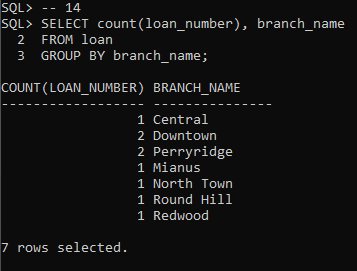 SQL> -- 14
SQL> SELECT count(loan_number), branch_name
  2  FROM loan
  3  GROUP BY branch_name;

COUNT(LOAN_NUMBER) BRANCH_NAME
------------------ ---------------
                 1 Central
                 2 Downtown
                 2 Perryridge
                 1 Mianus
                 1 North Town
                 1 Round Hill
                 1 Redwood

7 rows selected.